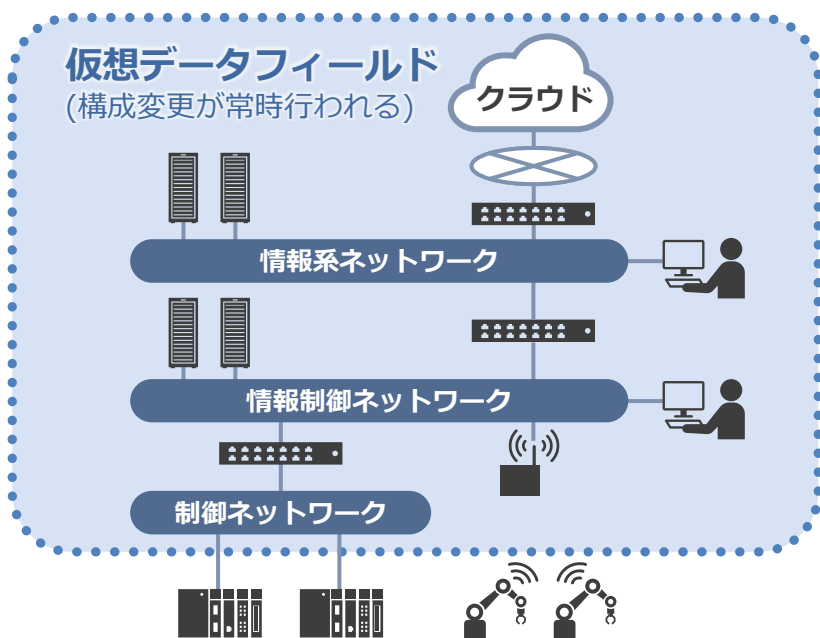 仮想データフィールド
(構成変更が常時行われる)
クラウド
情報系ネットワーク
情報制御ネットワーク
制御ネットワーク